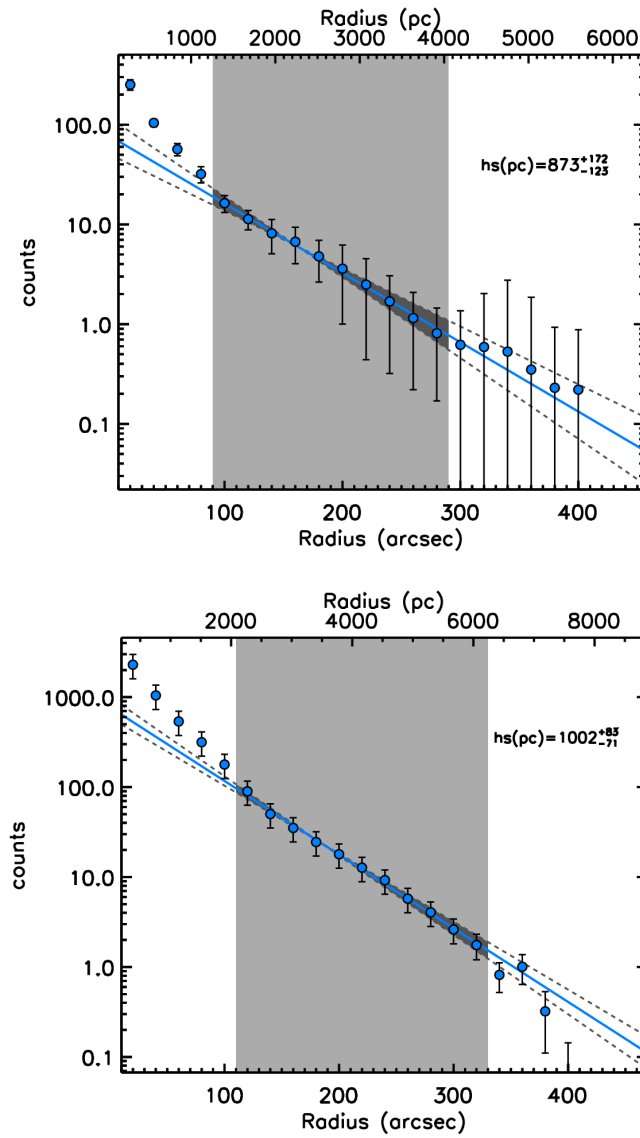 Radius (pc)
1000 2000 3000 4000 5000 6000
100.0
hs(pc)=873+172
-123
10.0
counts
1.0
0.1
100 200 300 400
Radius (arcsec)
Radius (pc)
2000 4000 6000 8000
1000.0
hs(pc)=1002+83
-71
100.0
counts
10.0
1.0
0.1
100 200 300 400
Radius (arcsec)